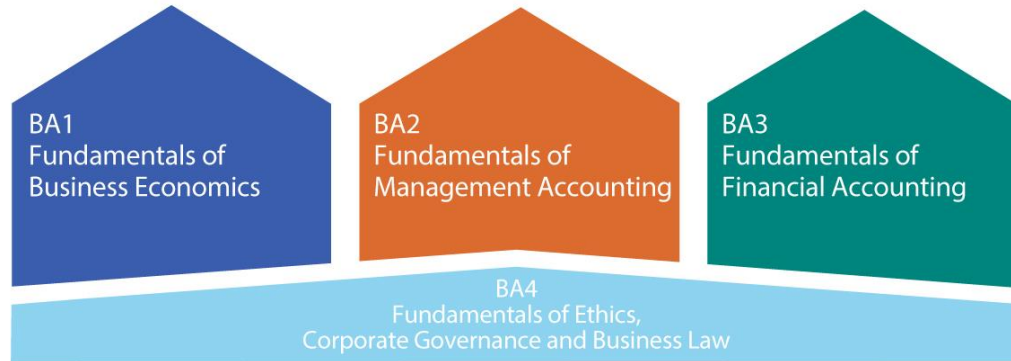 BA1
Fundamentals of
Business Economics
BA2
Fundamentals of
Management Accounting
BA3
Fundamentals of
Financial Accounting
BA4
Fundamentals of Ethics,
Corporate Governance and Business Law